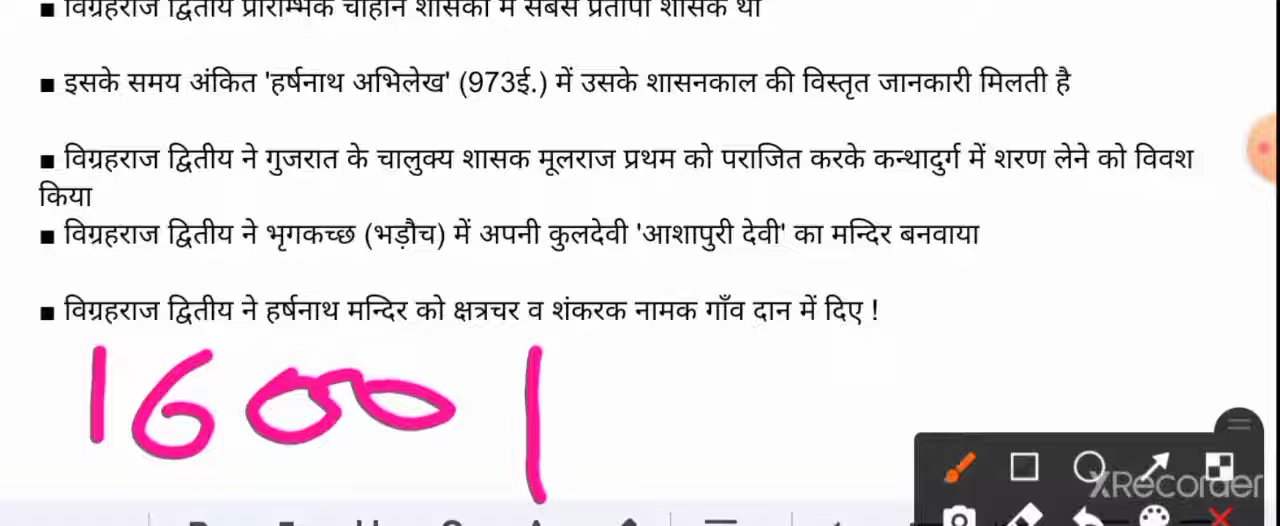 ■ विग्रहराज द्वितीय प्रारम्भिक चौहान शासकों में सबसे प्रतापी शासक था
■ इसके समय अंकित 'हर्षनाथ अभिलेख' (973ई.) में उसके शासनकाल की विस्तृत जानकारी मिलती है
■ विग्रहराज द्वितीय ने गुजरात के चालुक्य शासक मूलराज प्रथम को पराजित करके कन्थादुर्ग में शरण लेने को विवश
किया
■ विग्रहराज द्वितीय ने भृगकच्छ (भड़ौच) में अपनी कुलदेवी 'आशापुरी देवी' का मन्दिर बनवाया
■ विग्रहराज द्वितीय ने हर्षनाथ मन्दिर को क्षत्रचर व शंकरक नामक गाँव दान में दिए !
1600 |
XRecorder